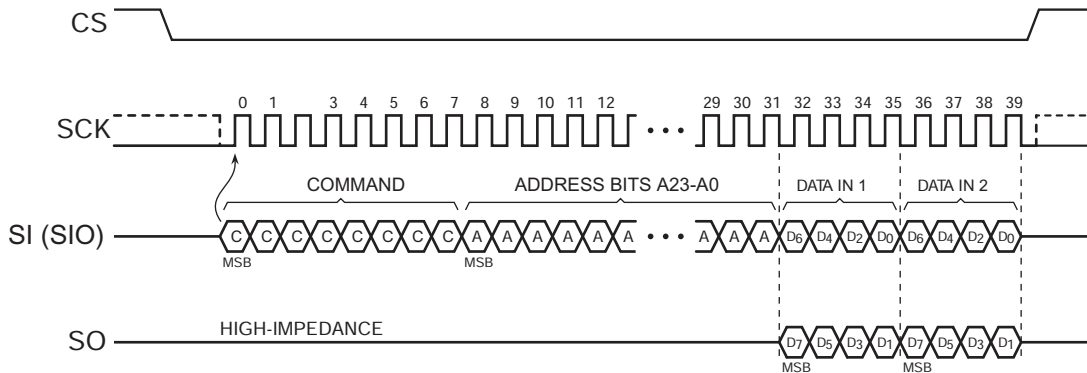 CS
0 1 3 4 5 6 7 8 9 10 11 12 29 30 31 32 33 34 35 36 37 38 39
SCK
COMMAND ADDRESS BITS A23-A0 DATA IN 1 DATA IN 2
SI (SIO) C C C C C C C C A A A A A A • • • A A A D6 D4 D2 D0 D6 D4 D2 D0
MSB MSB
HIGH-IMPEDANCE
SO D7 D5 D3 D1 D7 D5 D3 D1
MSB MSB